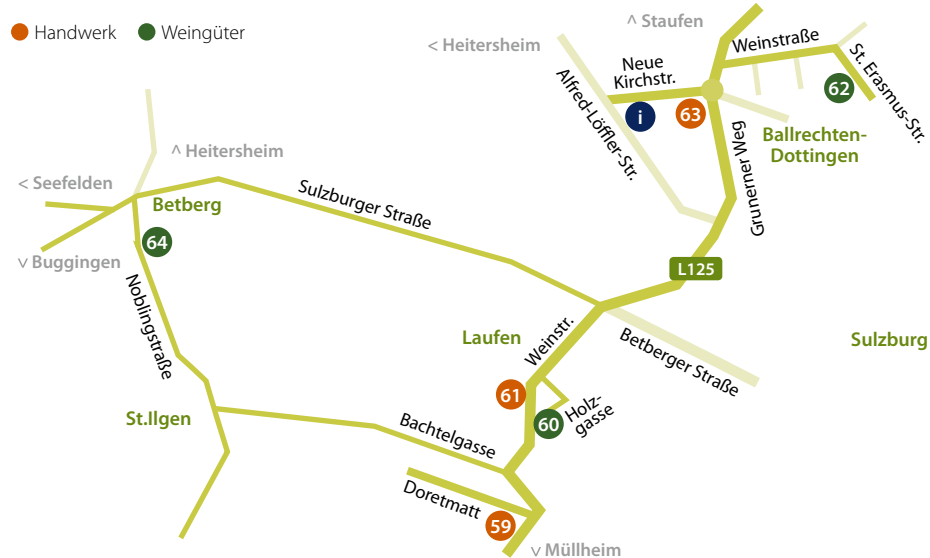 Handwerk
Weingüter
^ Staufen
< Heitersheim
Weinstraße
Neue
Kirchstr.
St. Erasmus-Str.
62
i
63
Alfred-Löffler-Str.
Ballrechten-
Dottingen
Grunerner Weg
^ Heitersheim
< Seefelden
Betberg
Sulzburger Straße
64
v Buggingen
L125
Noblingstraße
Laufen
Weinstr.
Betberger Straße
Sulzburg
61
60
Holz-
gasse
St.Ilgen
Bachtelgasse
Doretmatt
59
v Müllheim